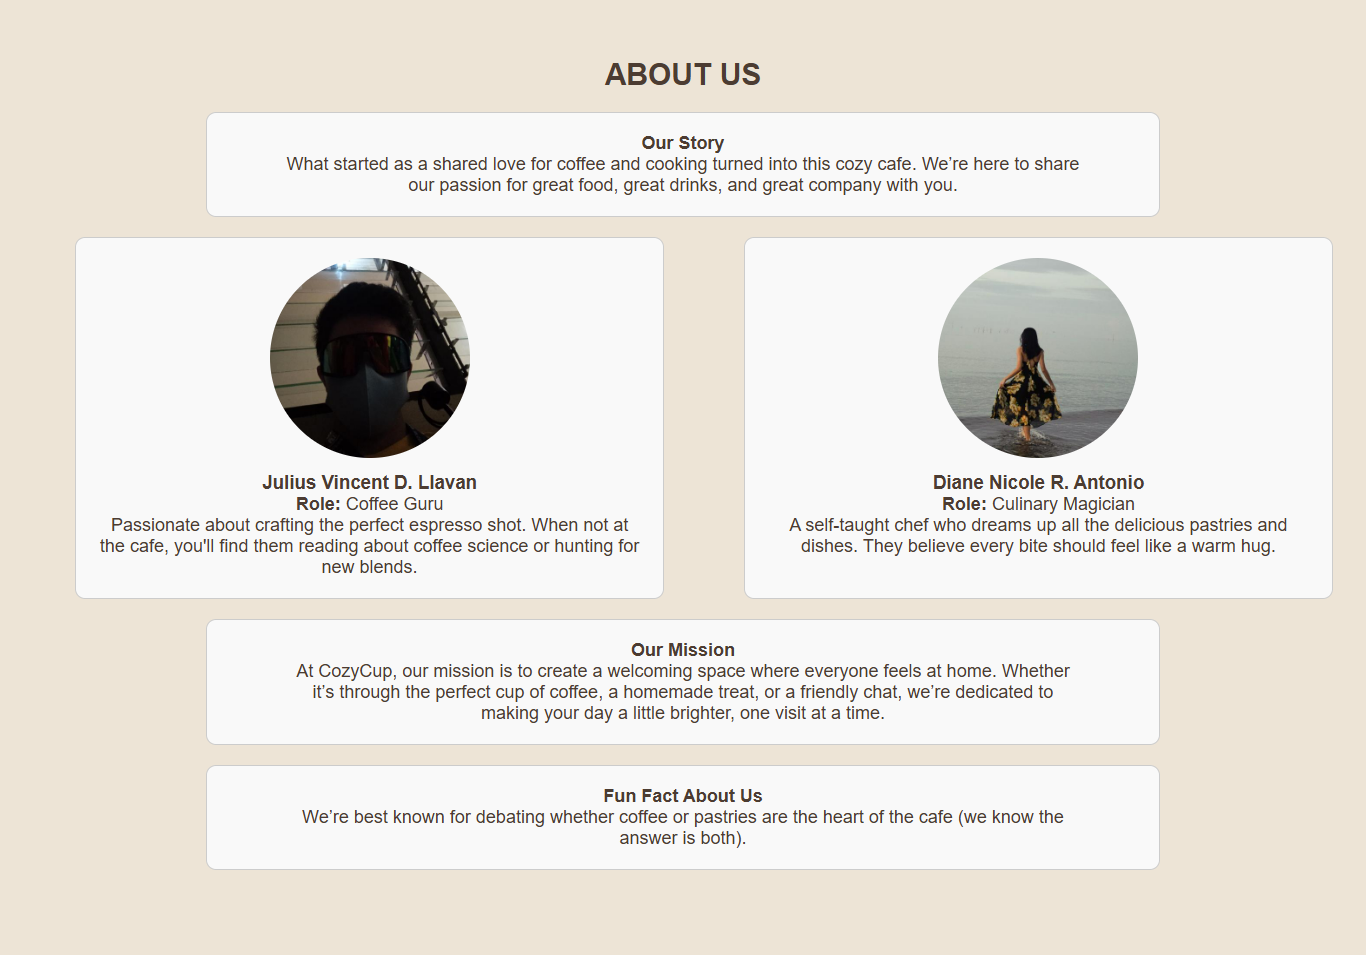 ABOUT US
Our Story
What started as a shared love for coffee and cooking turned into this cozy cafe. We’re here to share
our passion for great food, great drinks, and great company with you.
Julius Vincent D. Llavan
Role: Coffee Guru
Passionate about crafting the perfect espresso shot. When not at
the cafe, you'll find them reading about coffee science or hunting for
new blends.
Diane Nicole R. Antonio
Role: Culinary Magician
A self-taught chef who dreams up all the delicious pastries and
dishes. They believe every bite should feel like a warm hug.
Our Mission
At CozyCup, our mission is to create a welcoming space where everyone feels at home. Whether
it’s through the perfect cup of coffee, a homemade treat, or a friendly chat, we’re dedicated to
making your day a little brighter, one visit at a time.
Fun Fact About Us
We’re best known for debating whether coffee or pastries are the heart of the cafe (we know the
answer is both).